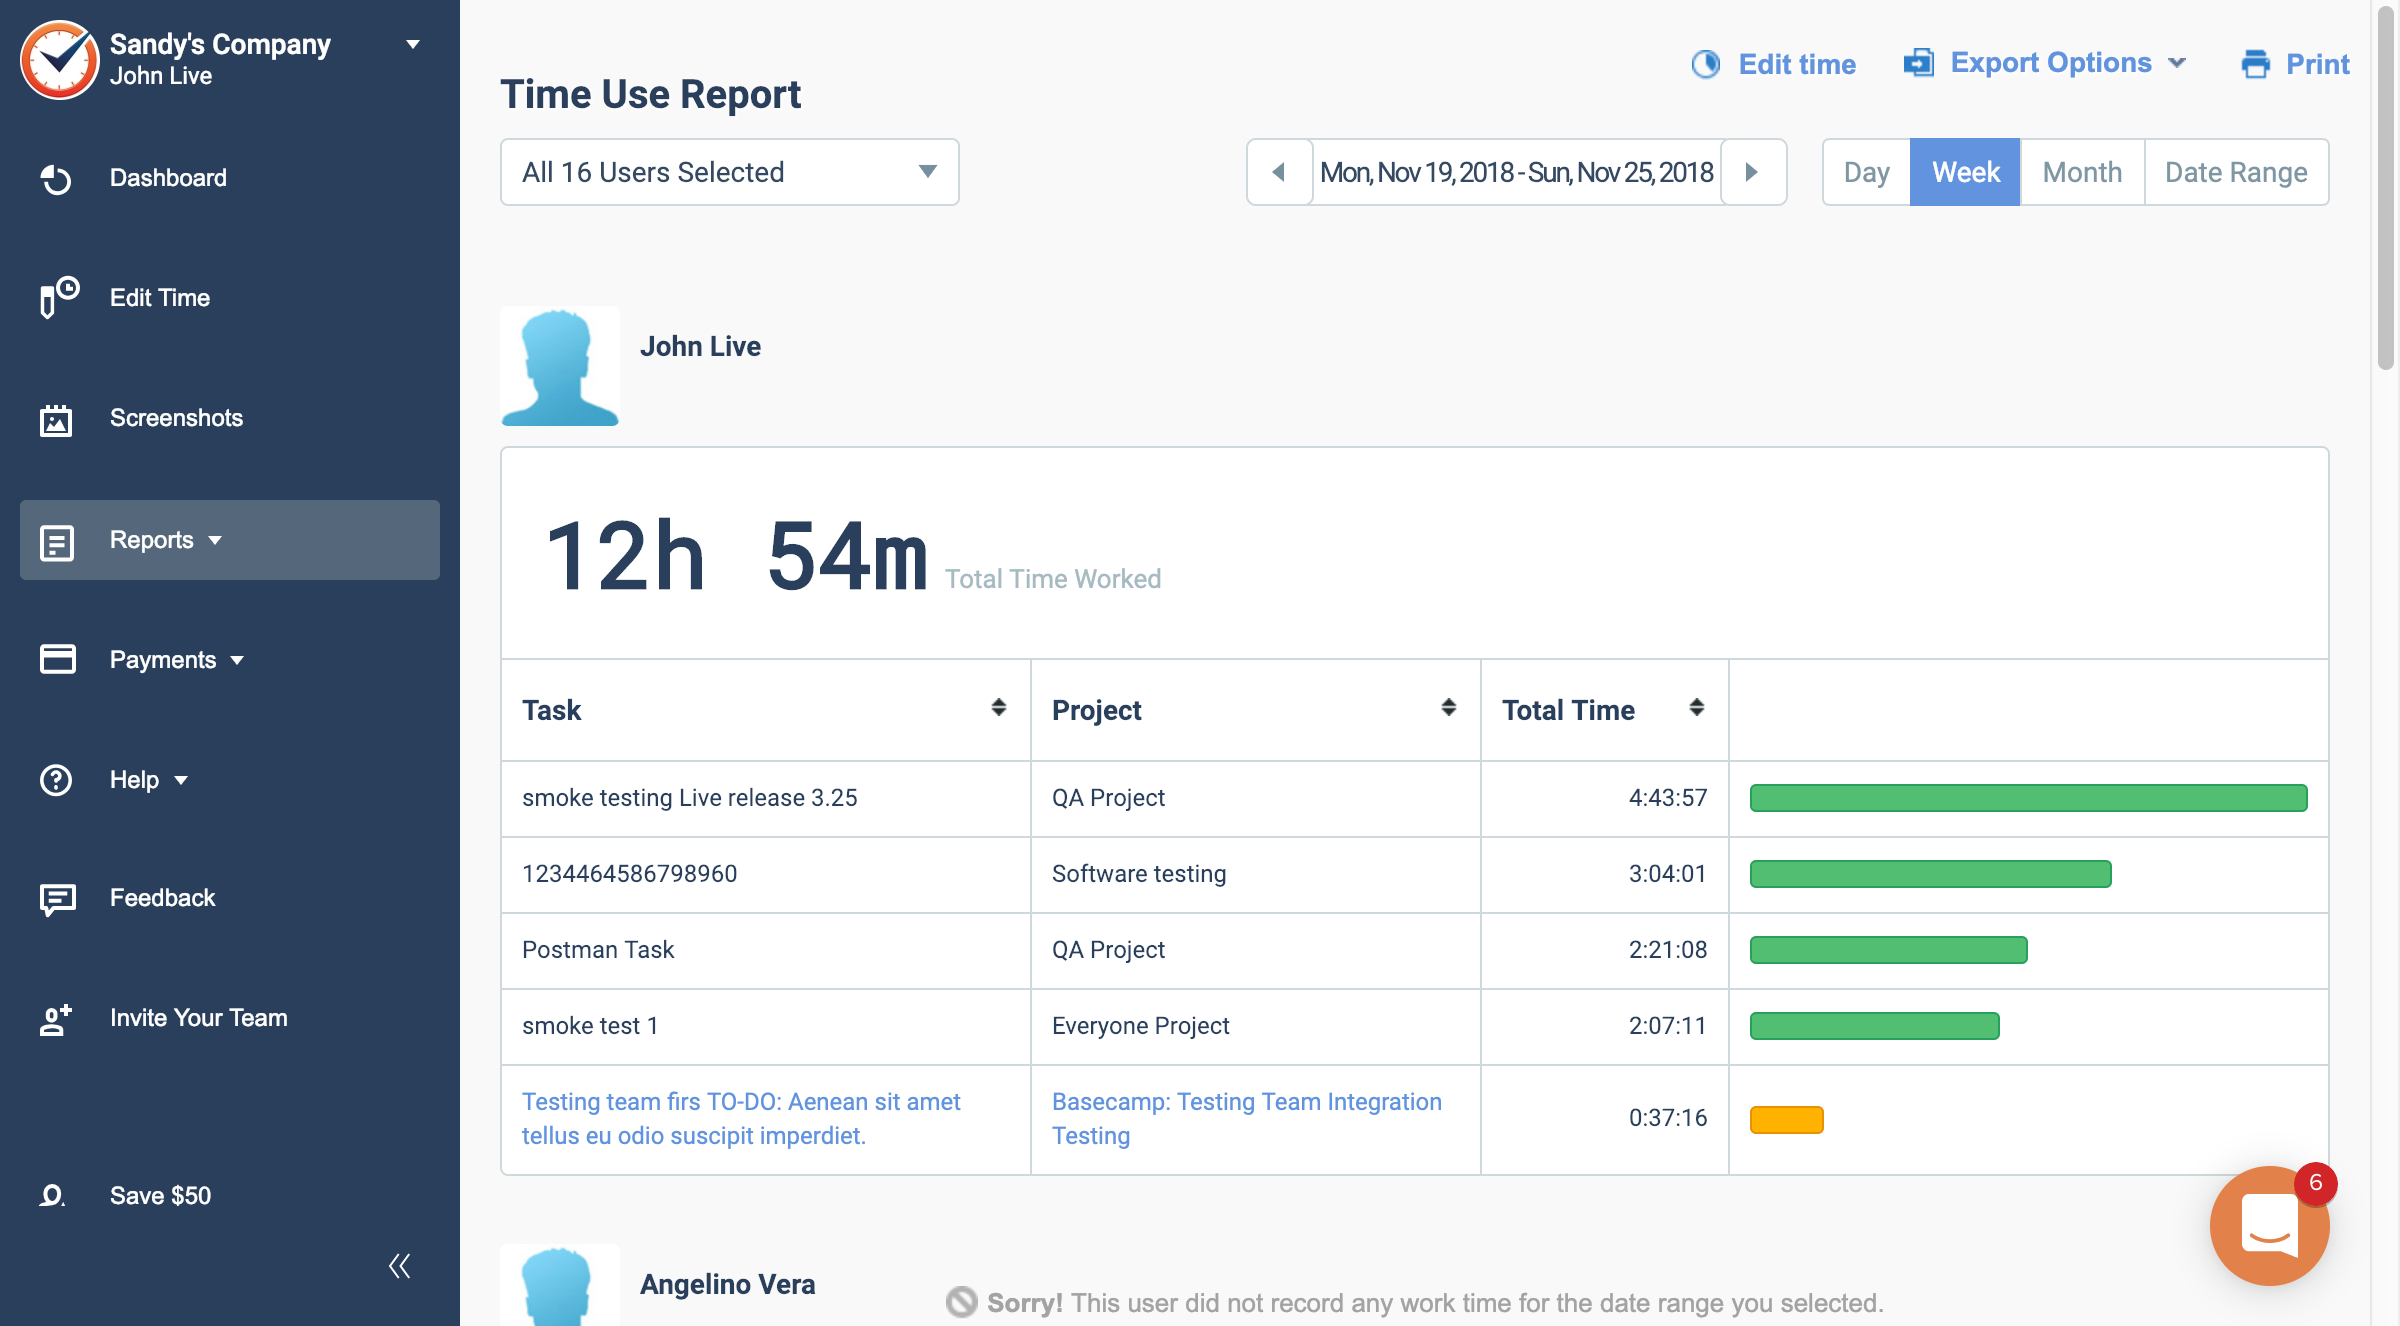 Sandy's Company
John Live
Dashboard
Edit Time
Screenshots
Reports
Payments
Help
Feedback
Invite Your Team
Save $50
Edit time
Export Options
Print
Time Use Report
All 16 Users Selected
Mon, Nov 19, 2018 - Sun, Nov 25, 2018
Day
Week
Month
Date Range
John Live
12h 54m Total Time Worked
Task
Project
Total Time
smoke testing Live release 3.25
QA Project
4:43:57
1234464586798960
Software testing
3:04:01
Postman Task
QA Project
2:21:08
smoke test 1
Everyone Project
2:07:11
Testing team firs TO-DO: Aenean sit amet
tellus eu odio suscipit imperdiet.
Basecamp: Testing Team Integration
Testing
0:37:16
6
Angelino Vera
Sorry! This user did not record any work time for the date range you selected.